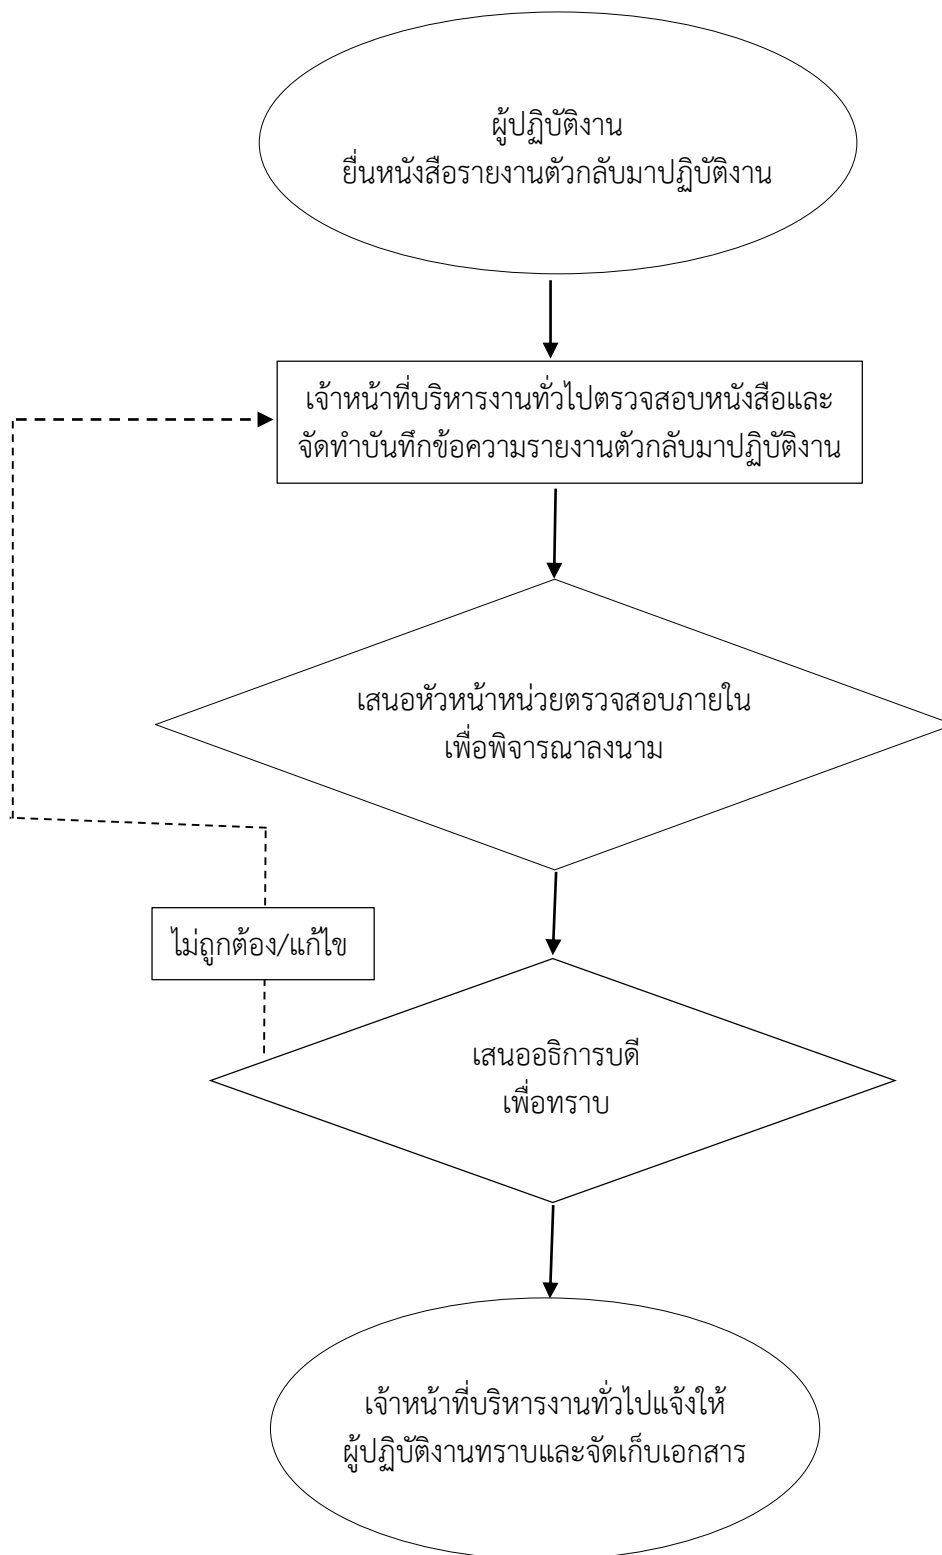 ผู้ปฏิบัติงาน
ยื่นหนังสือรายงานตัวกลับมาปฏิบัติงาน
เจ้าหน้าที่บริหารงานทั่วไปตรวจสอบหนังสือและ
จัดทำบันทึกข้อความรายงานตัวกลับมาปฏิบัติงาน
เสนอหัวหน้าหน่วยตรวจสอบภายใน
เพื่อพิจารณาลงนาม
ไม่ถูกต้อง/แก้ไข
เสนออธิการบดี
เพื่อทราบ
เจ้าหน้าที่บริหารงานทั่วไปแจ้งให้
ผู้ปฏิบัติงานทราบและจัดเก็บเอกสาร